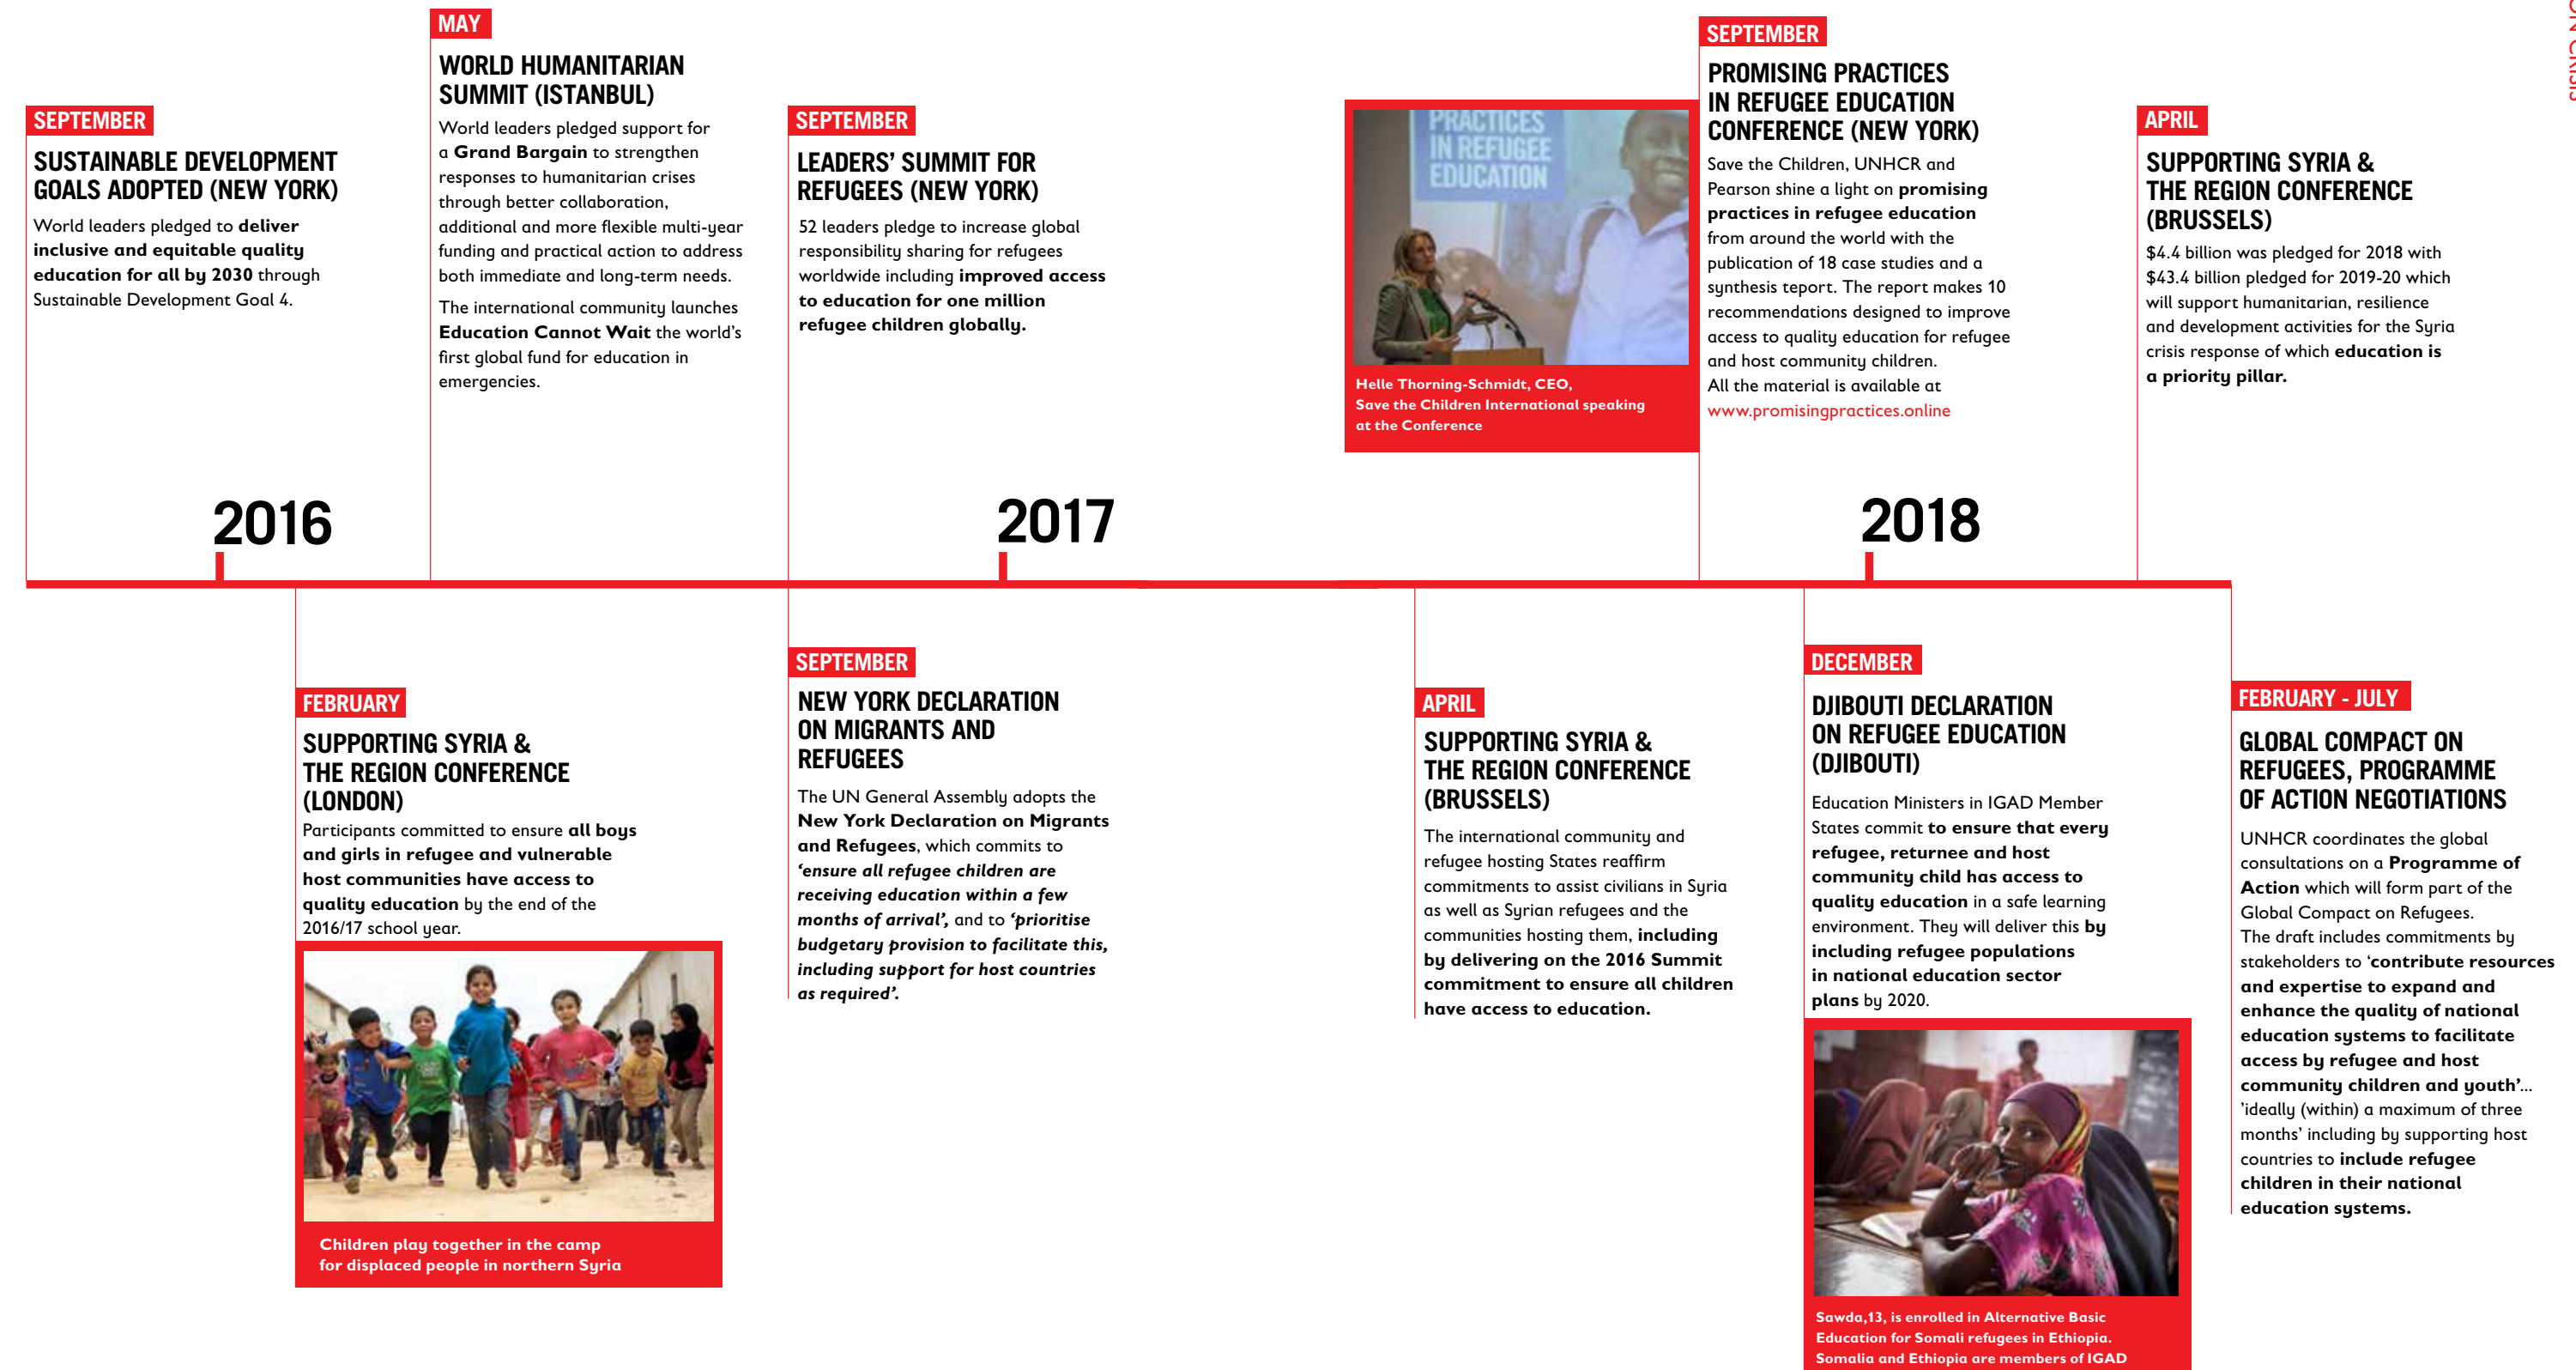 SEPTEMBER
SUSTAINABLE DEVELOPMENT
GOALS ADOPTED (NEW YORK)
World leaders pledged to deliver
inclusive and equitable quality
education for all by 2030 through
Sustainable Development Goal 4.
MAY
WORLD HUMANITARIAN
SUMMIT (ISTANBUL)
World leaders pledged support for
a Grand Bargain to strengthen
responses to humanitarian crises
through better collaboration,
additional and more flexible multi-year
funding and practical action to address
both immediate and long-term needs.
The international community launches
Education Cannot Wait the world's
first global fund for education in
emergencies.
SEPTEMBER
LEADERS' SUMMIT FOR
REFUGEES (NEW YORK)
52 leaders pledge to increase global
responsibility sharing for refugees
worldwide including improved access
to education for one million
refugee children globally.
PRACTICES
IN REFUGEE
EDUCATION
Helle Thorning-Schmidt, CEO,
Save the Children International speaking
at the Conference
SEPTEMBER
PROMISING PRACTICES
IN REFUGEE EDUCATION
CONFERENCE (NEW YORK)
Save the Children, UNHCR and
Pearson shine a light on promising
practices in refugee education
from around the world with the
publication of 18 case studies and a
synthesis teport. The report makes 10
recommendations designed to improve
access to quality education for refugee
and host community children.
All the material is available at
www.promisingpractices.online
APRIL
SUPPORTING SYRIA &
THE REGION CONFERENCE
(BRUSSELS)
$4.4 billion was pledged for 2018 with
$43.4 billion pledged for 2019-20 which
will support humanitarian, resilience
and development activities for the Syria
crisis response of which education is
a priority pillar.
CRISIS
2016
2017
2018
FEBRUARY
SUPPORTING SYRIA &
THE REGION CONFERENCE
(LONDON)
Participants committed to ensure all boys
and girls in refugee and vulnerable
host communities have access to
quality education by the end of the
2016/17 school year.
Children play together in the camp
for displaced people in northern Syria
SEPTEMBER
NEW YORK DECLARATION
ON MIGRANTS AND
REFUGEES
The UN General Assembly adopts the
New York Declaration on Migrants
and Refugees, which commits to
'ensure all refugee children are
receiving education within a few
months of arrival', and to 'prioritise
budgetary provision to facilitate this,
including support for host countries
as required'.
APRIL
SUPPORTING SYRIA &
THE REGION CONFERENCE
(BRUSSELS)
The international community and
refugee hosting States reaffirm
commitments to assist civilians in Syria
as well as Syrian refugees and the
communities hosting them, including
by delivering on the 2016 Summit
commitment to ensure all children
have access to education.
DECEMBER
DJIBOUTI DECLARATION
ON REFUGEE EDUCATION
(DJIBOUTI)
Education Ministers in IGAD Member
States commit to ensure that every
refugee, returnee and host
community child has access to
quality education in a safe learning
environment. They will deliver this by
including refugee populations
in national education sector
plans by 2020.
Sawda,13, is enrolled in Alternative Basic
Education for Somali refugees in Ethiopia.
Somalia and Ethiopia are members of IGAD
FEBRUARY - JULY
GLOBAL COMPACT ON
REFUGEES, PROGRAMME
OF ACTION NEGOTIATIONS
UNHCR coordinates the global
consultations on a Programme of
Action which will form part of the
Global Compact on Refugees.
The draft includes commitments by
stakeholders to 'contribute resources
and expertise to expand and
enhance the quality of national
education systems to facilitate
access by refugee and host
community children and youth'...
'ideally (within) a maximum of three
months' including by supporting host
countries to include refugee
children in their national
education systems.